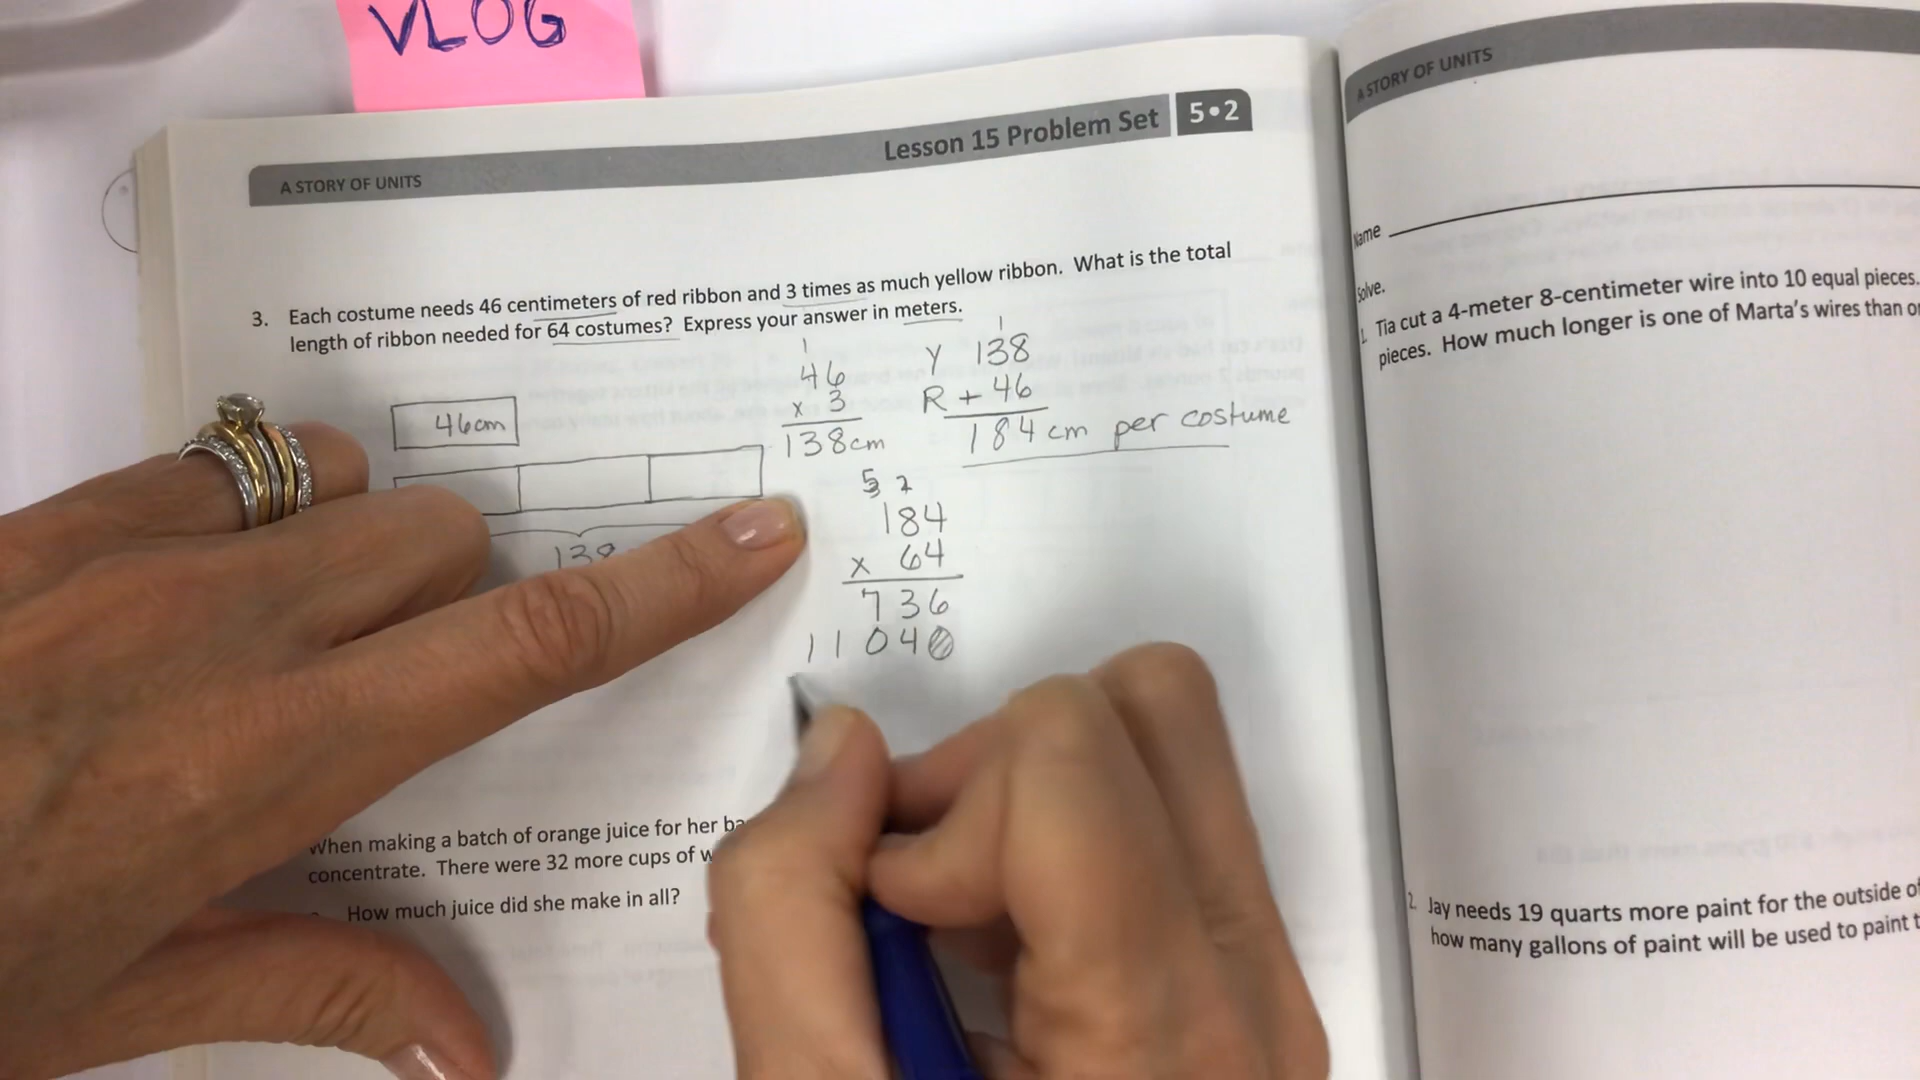 VLOG
Lesson 15 Problem Set 5•2
A STORY OF UNITS
3. Each costume needs 46 centimeters of red ribbon and 3 times as much yellow ribbon. What is the total
length of ribbon needed for 64 costumes? Express your answer in meters.
46cm
1
46
x 3
138cm
1
Y 138
R + 46
184 cm per costume
5 2
184
x 64
736
11040
When making a batch of orange juice for her
concentrate. There were 32 more cups of
How much juice did she make in all?
A STORY OF UNITS
Name
Solve.
1. Tia cut a 4-meter 8-centimeter wire into 10 equal pieces.
pieces. How much longer is one of Marta's wires than
2. Jay needs 19 quarts more paint for the outside
how many gallons of paint will be used to paint